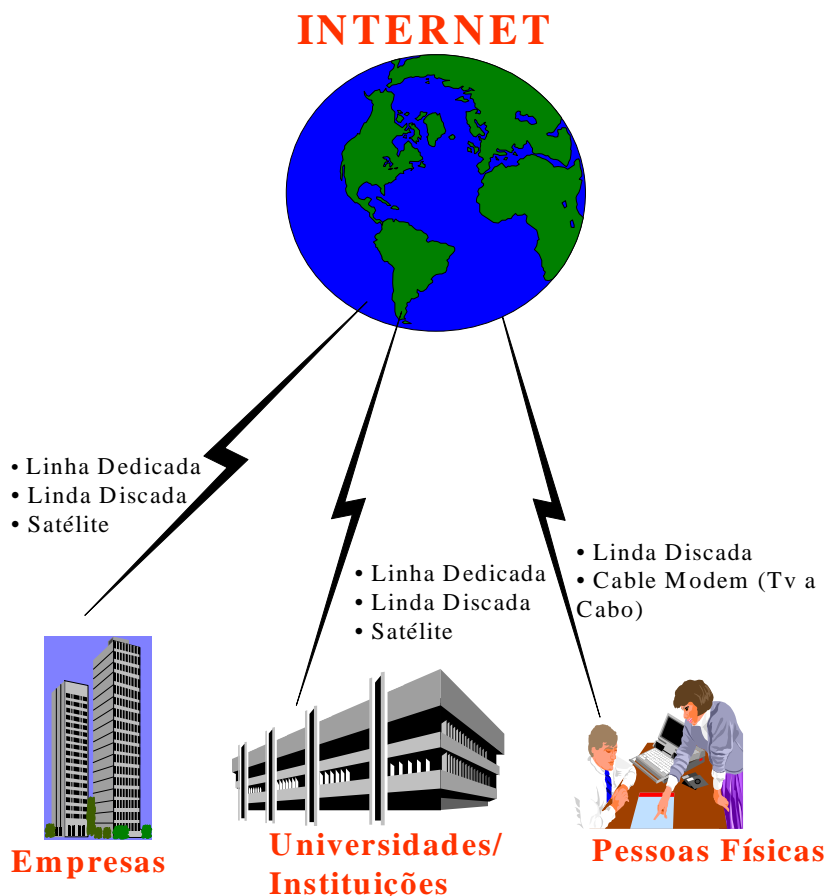 INTERNET
• Linha Dedicada
• Linda Discada
• Satélite
• Linha Dedicada
• Linda Discada
• Satélite
• Linda Discada
• Cable Modem (Tv a
Cabo)
Empresas
Universidades/
Instituições
Pessoas Físicas